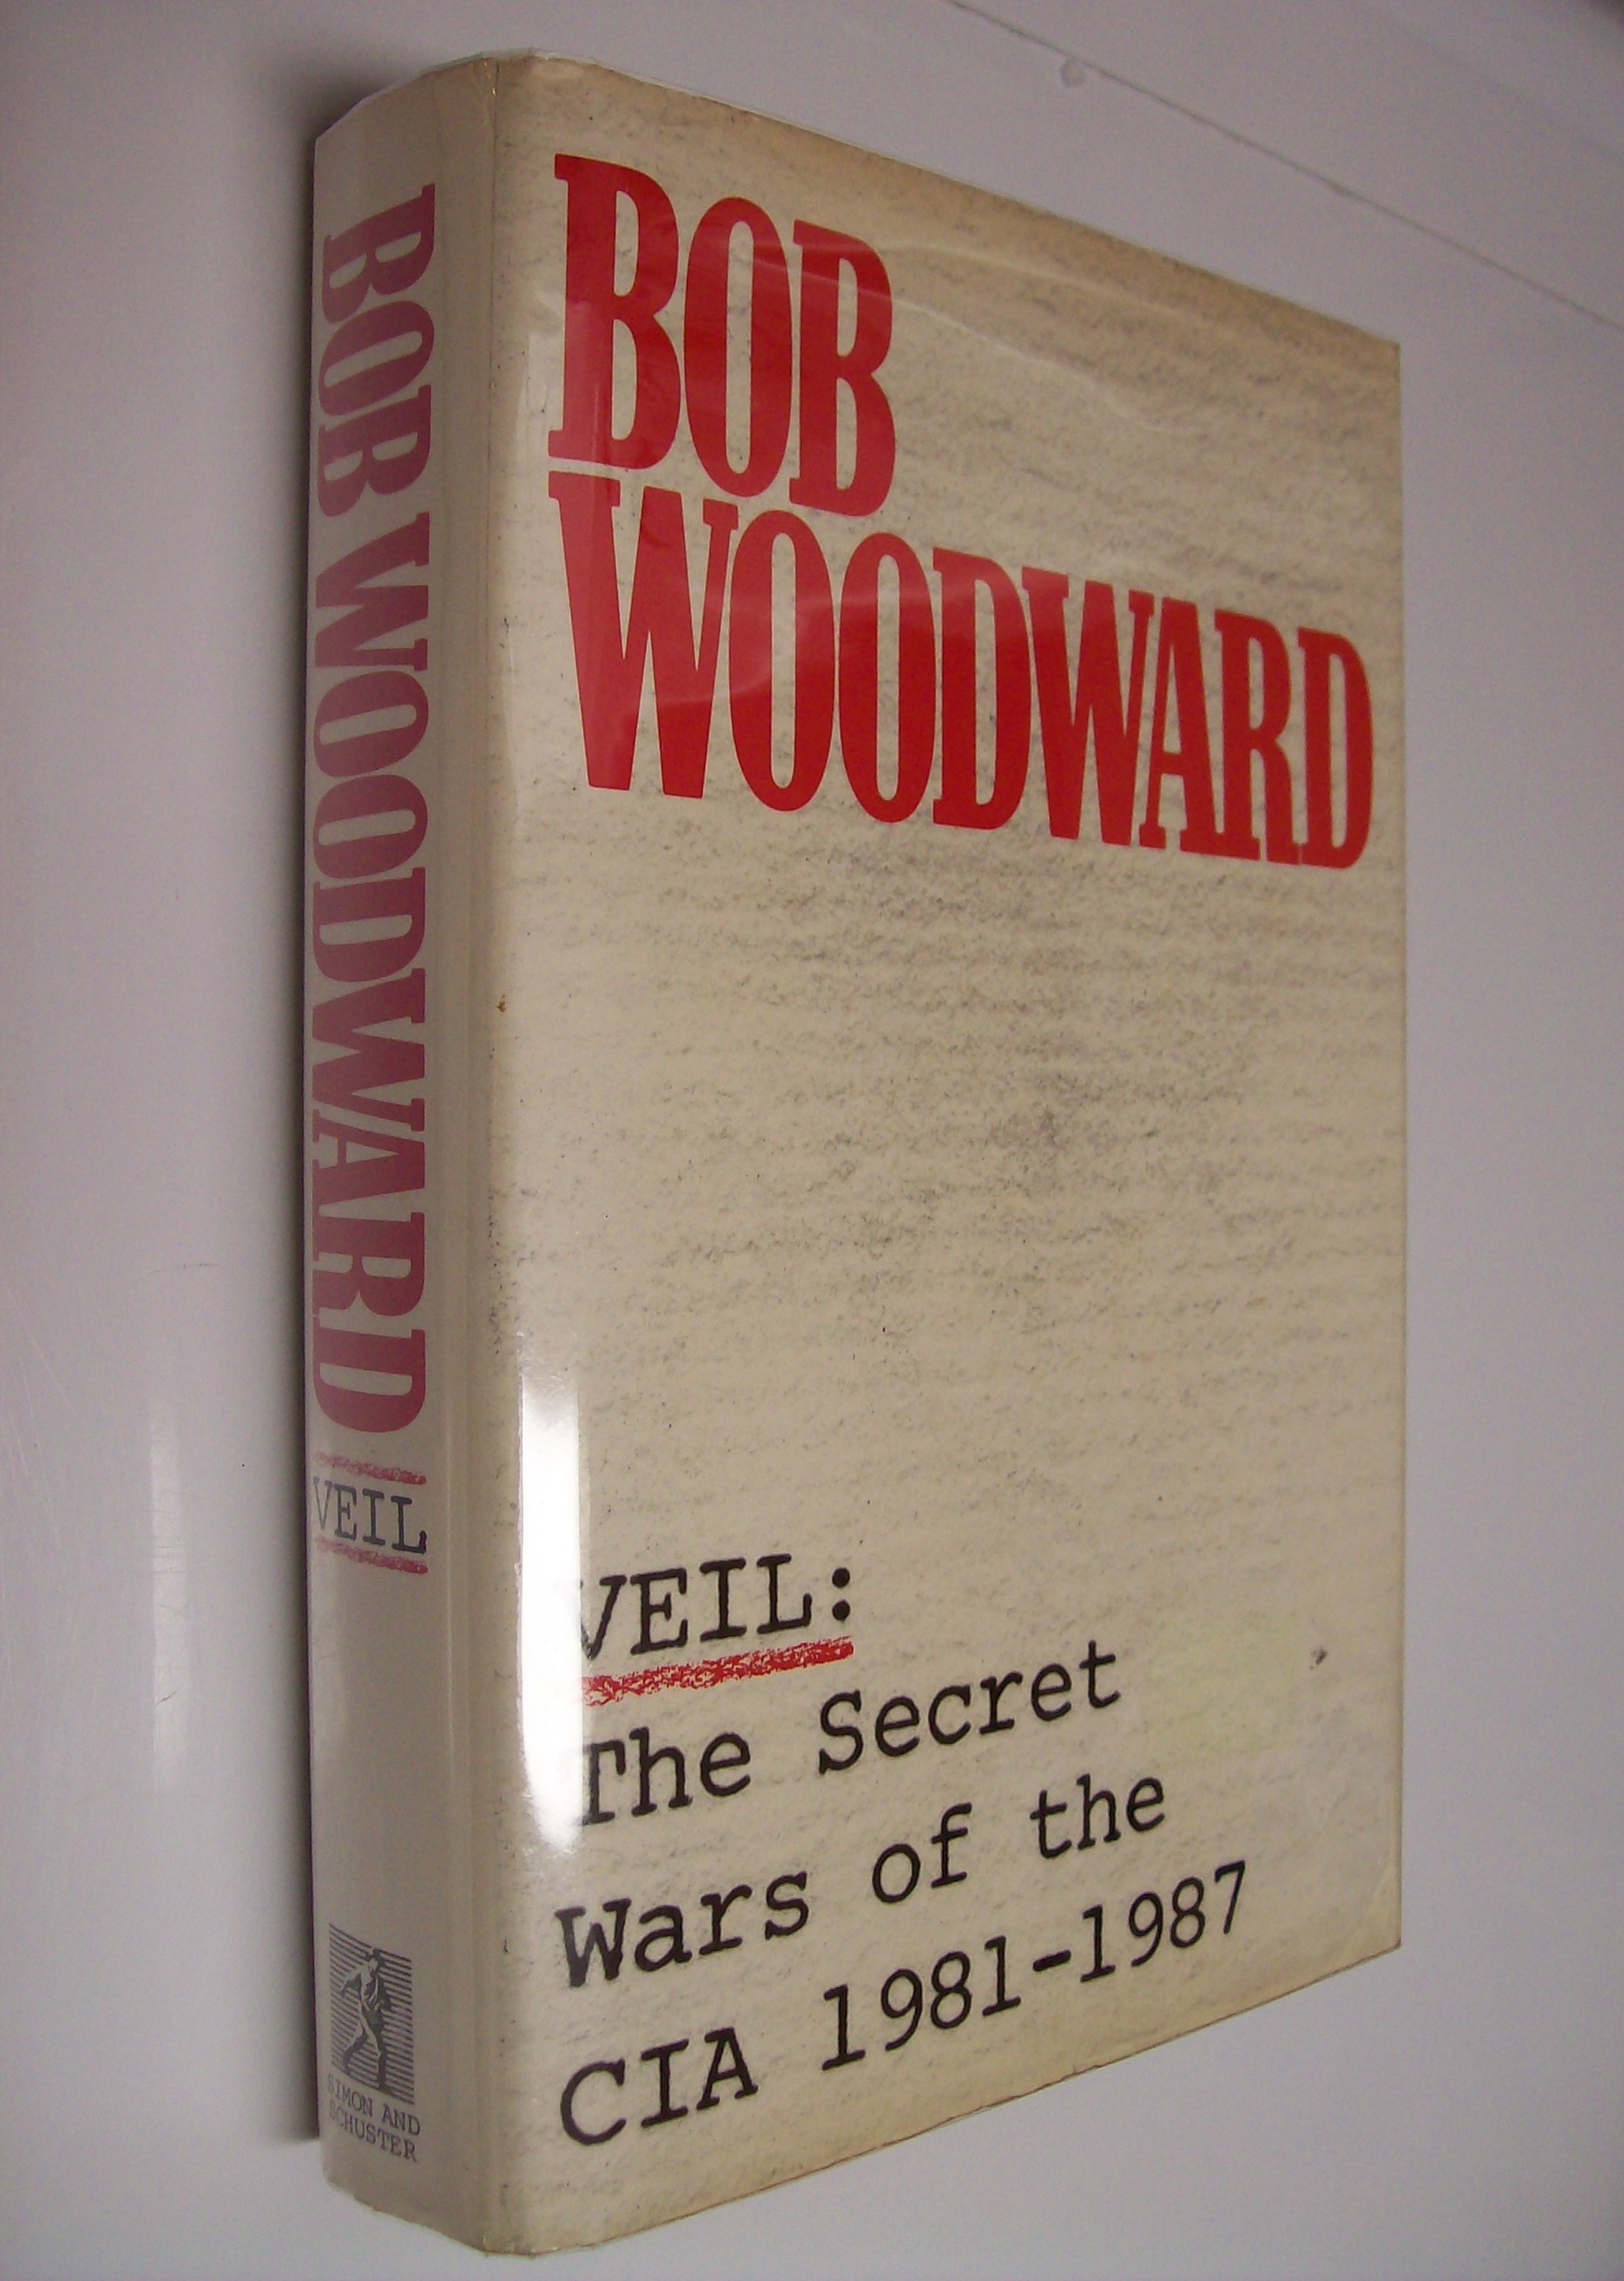 BOB WOODWARD
VEIL
SIMON AND
SCHUSTER
BOB
WOODWARD
VEIL:
The Secret
Wars of the
CIA 1981-1987